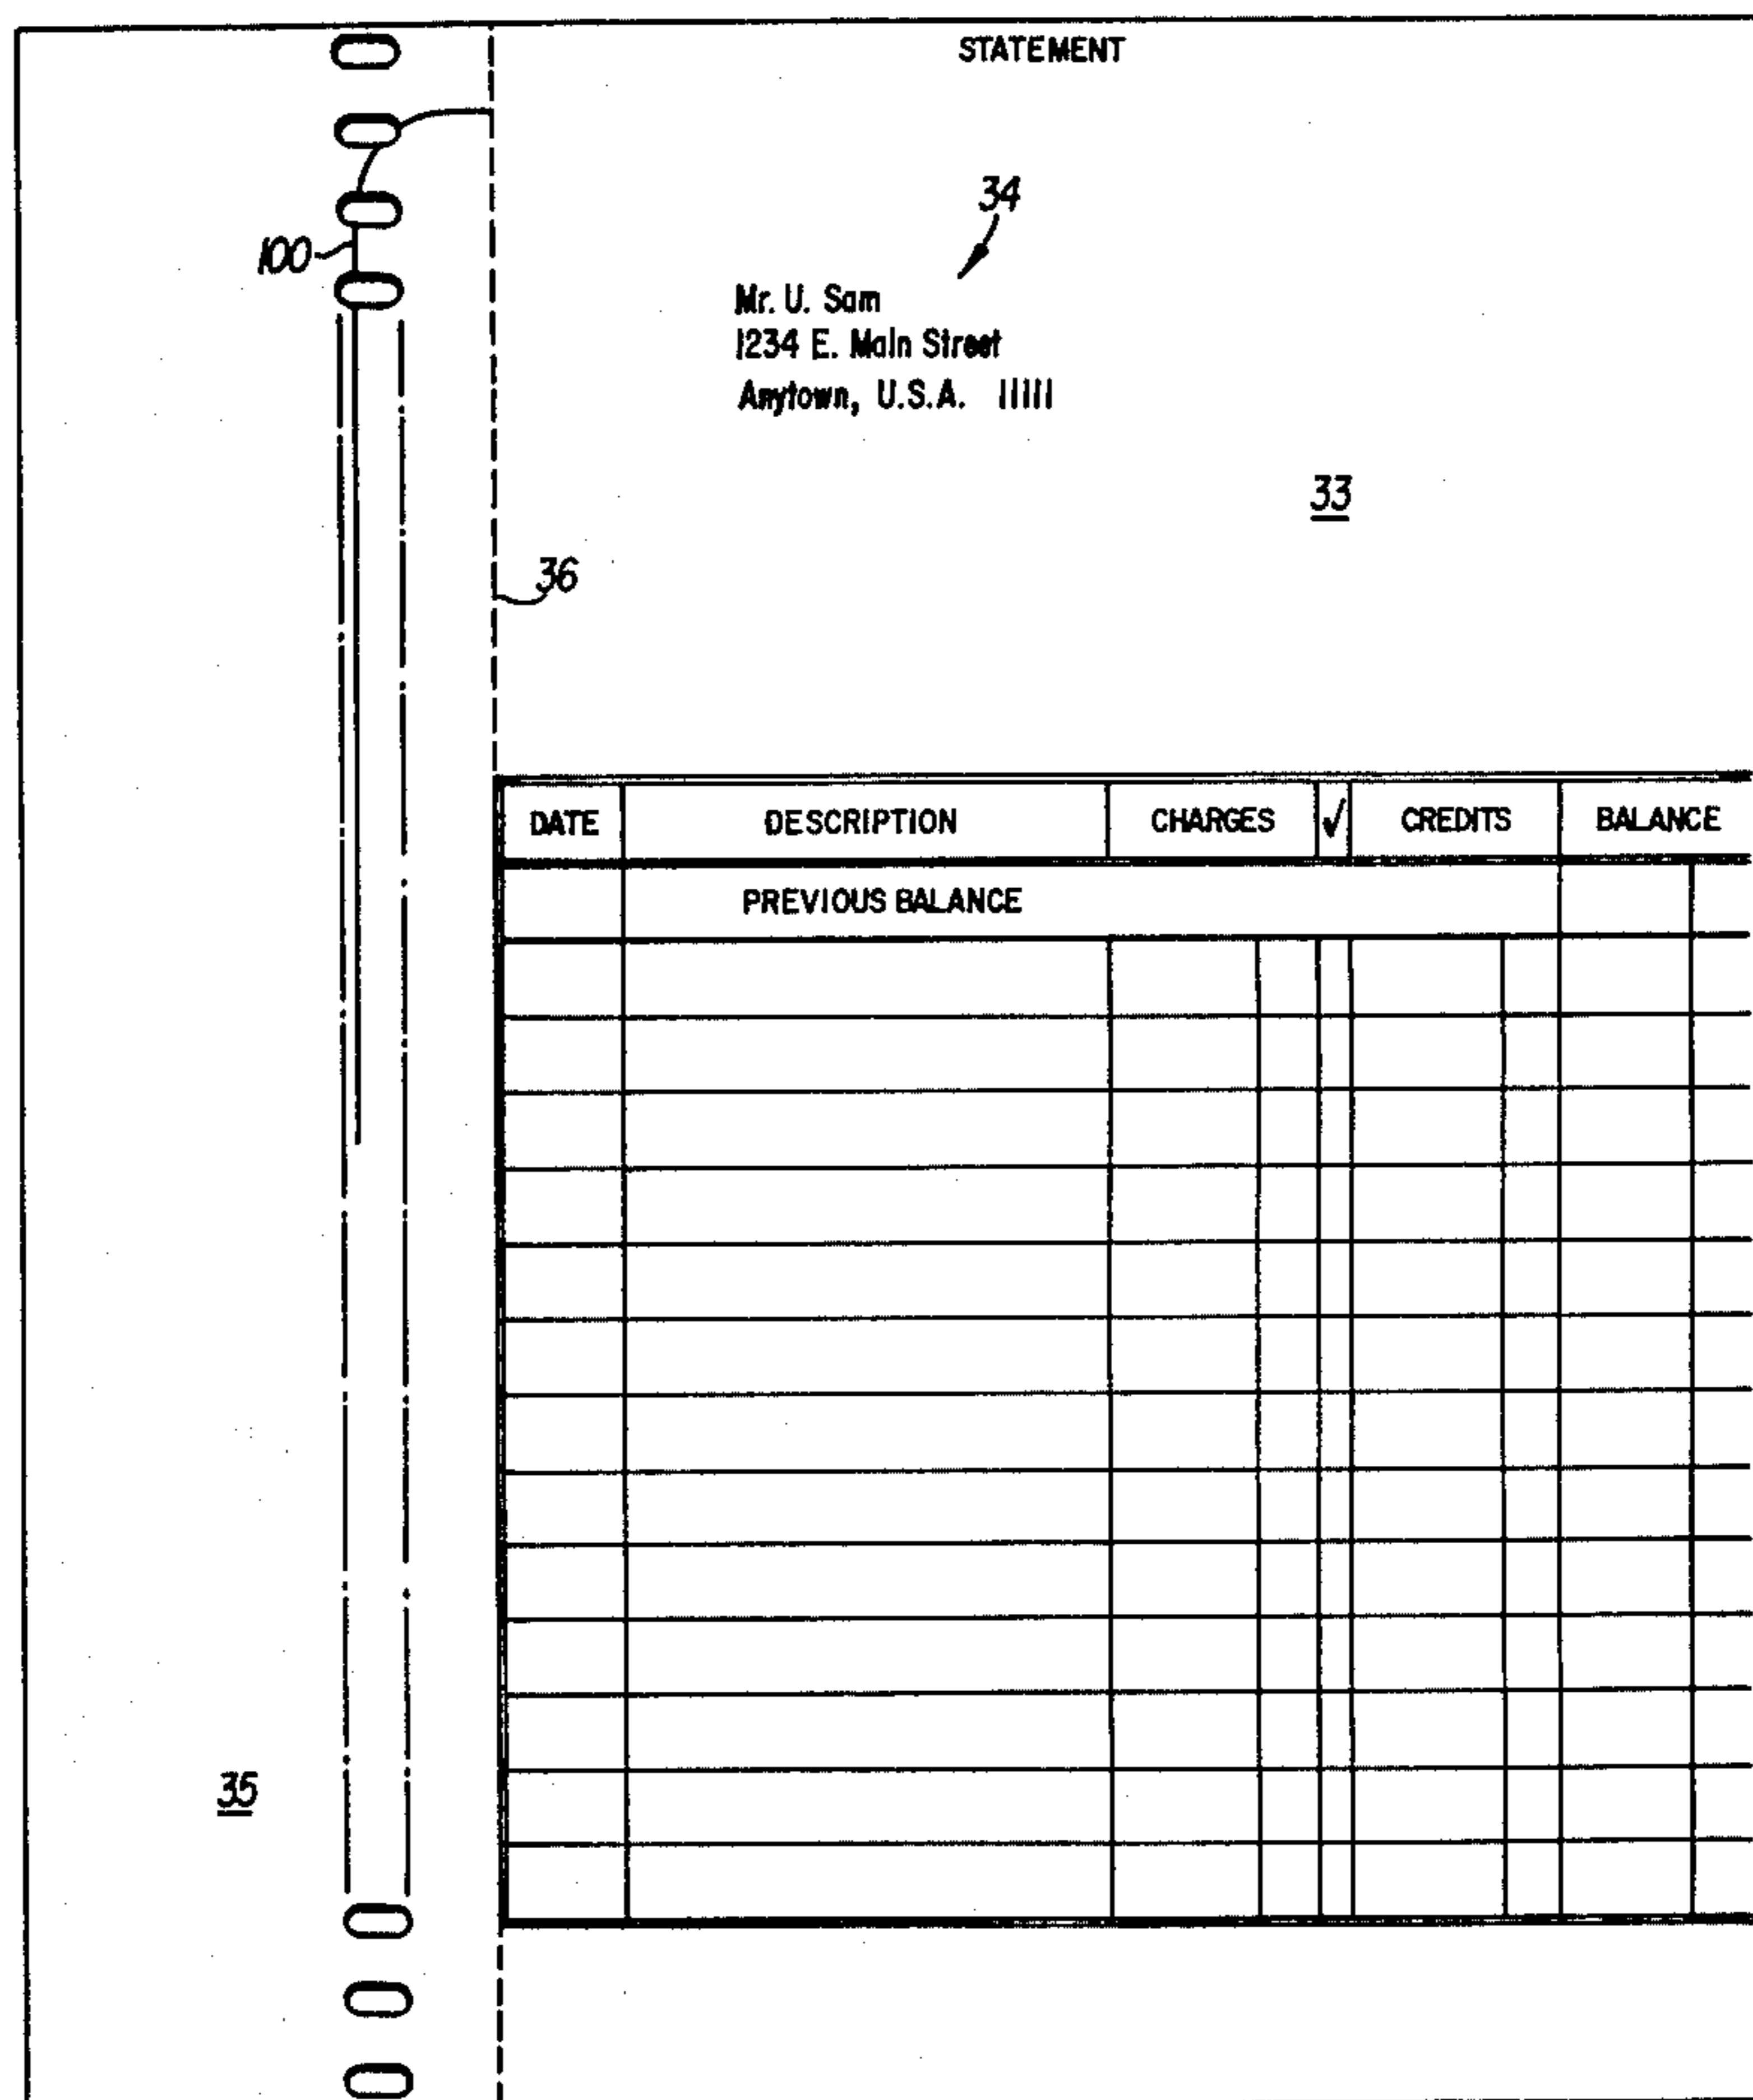 STATEMENT
34
100
Mr. U. Sam
1234 E. Main Street
Anytown, U.S.A. 11111
33
36
DATE DESCRIPTION CHARGES √ CREDITS BALANCE
PREVIOUS BALANCE
35